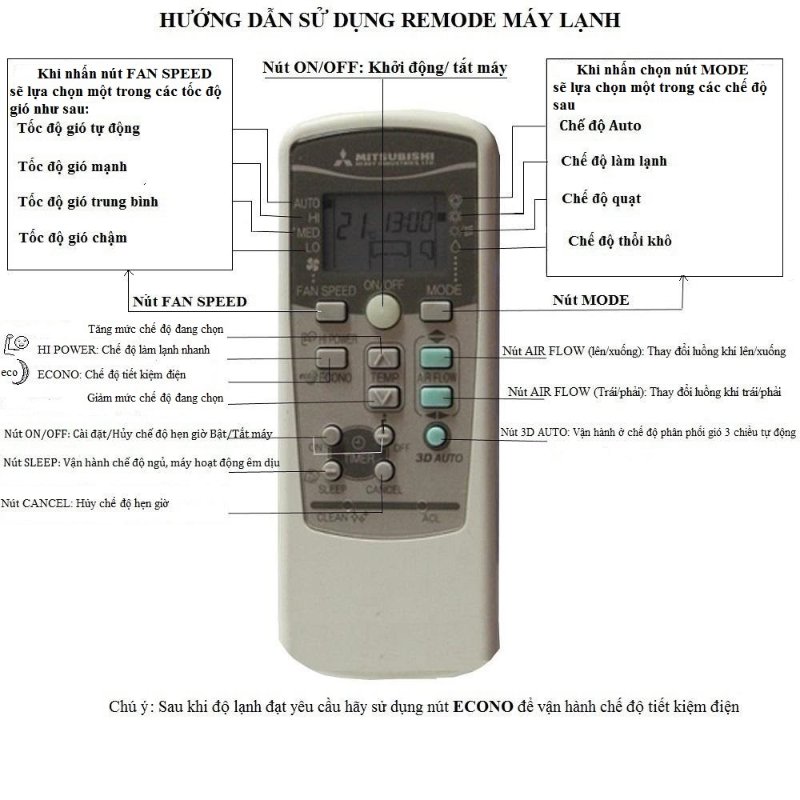 HƯỚNG DẪN SỬ DỤNG REMODE MÁY LẠNH
Khi nhấn nút FAN SPEED
sẽ lựa chọn một trong các tốc độ
gió như sau:
Tốc độ gió tự động
Tốc độ gió mạnh
Tốc độ gió trung bình
Tốc độ gió chậm
Nút FAN SPEED
Nút ON/OFF: Khởi động/ tắt máy
Khi nhấn chọn nút MODE
sẽ lựa chọn một trong các chế độ
sau
Chế độ Auto
Chế độ làm lạnh
Chế độ quạt
Chế độ thổi khô
Nút MODE
MITSUBISHI
HEAVY INDUSTRIES, LTD.
AUTO
HI
MED
LO
21°C 13:00
FAN SPEED
ON/OFF
MODE
HI POWER
ECONO
TEMP
AIR FLOW
ON
TIMER
OFF
3D AUTO
SLEEP
CANCEL
CLEAN
ACL
Tăng mức chế độ đang chọn
HI POWER: Chế độ làm lạnh nhanh
eco
ECONO: Chế độ tiết kiệm điện
Giảm mức chế độ đang chọn
Nút ON/OFF: Cài đặt/Hủy chế độ hẹn giờ Bật/Tắt máy
Nút SLEEP: Vận hành chế độ ngủ, máy hoạt động êm dịu
Nút CANCEL: Hủy chế độ hẹn giờ
Nút AIR FLOW (lên/xuống): Thay đổi luồng khí lên/xuống
Nút AIR FLOW (Trái/phải): Thay đổi luồng khí trái/phải
Nút 3D AUTO: Vận hành ở chế độ phân phối gió 3 chiều tự động
Chú ý: Sau khi độ lạnh đạt yêu cầu hãy sử dụng nút ECONO để vận hành chế độ tiết kiệm điện